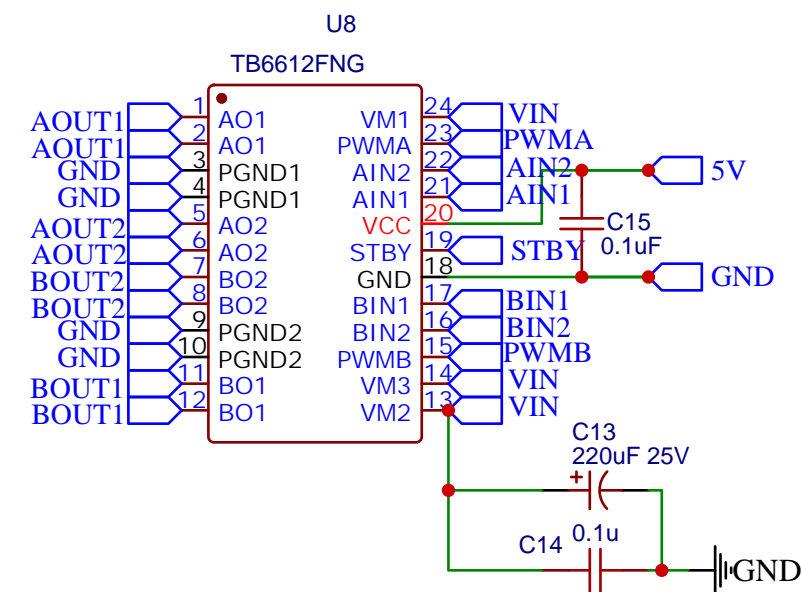 U8
TB6612FNG
AOUT1 1 AO1 VM1 24 VIN
AOUT1 2 AO1 PWMA 23 PWMA
GND 3 PGND1 AIN2 22 AIN2
GND 4 PGND1 AIN1 21 AIN1
5V
AOUT2 5 AO2 VCC 20
C15
AOUT2 6 AO2 STBY 19 STBY
0.1uF
BOUT2 7 BO2 GND 18 GND
BOUT2 8 BO2 BIN1 17 BIN1
GND 9 PGND2 BIN2 16 BIN2
GND 10 PGND2 PWMB 15 PWMB
BOUT1 11 BO1 VM3 14 VIN
BOUT1 12 BO1 VM2 13 VIN
C13
220uF 25V
+
C14 0.1u
GND